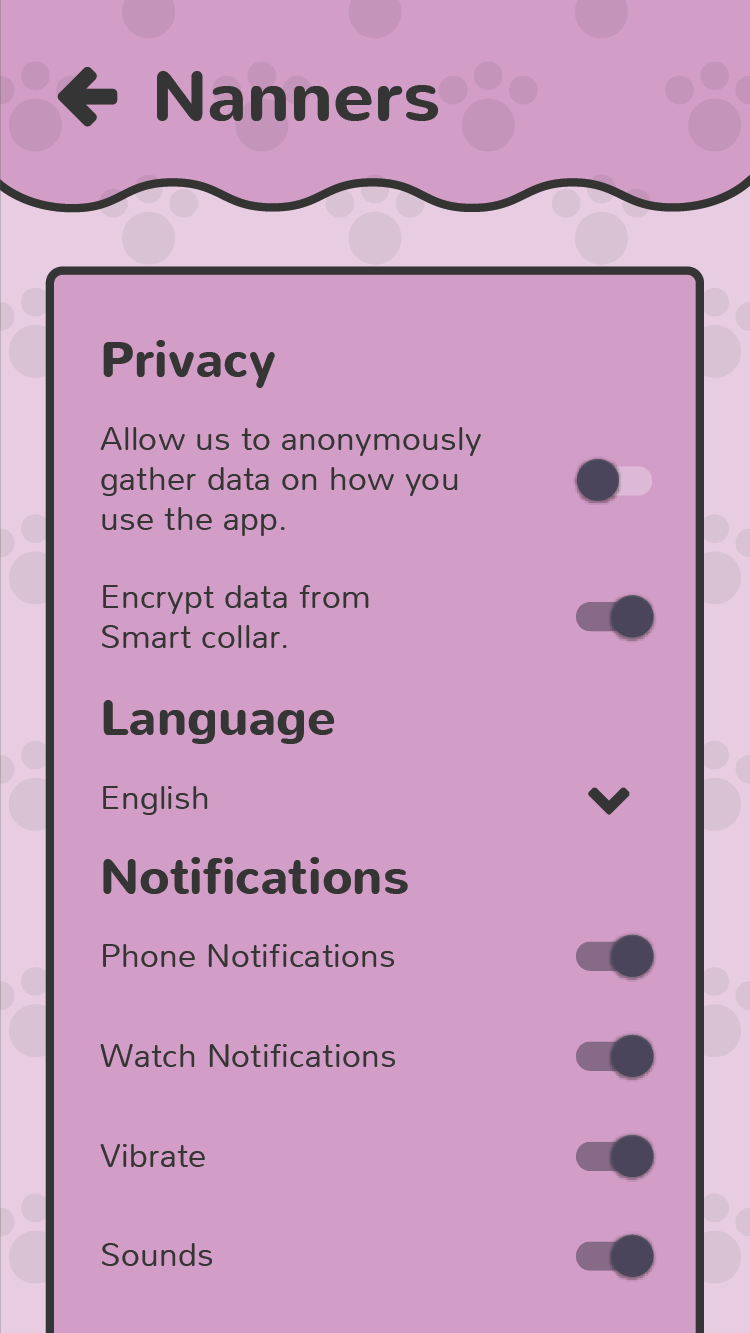 Nanners
Privacy
Allow us to anonymously
gather data on how you
use the app.
Encrypt data from
Smart collar.
Language
English
Notifications
Phone Notifications
Watch Notifications
Vibrate
Sounds